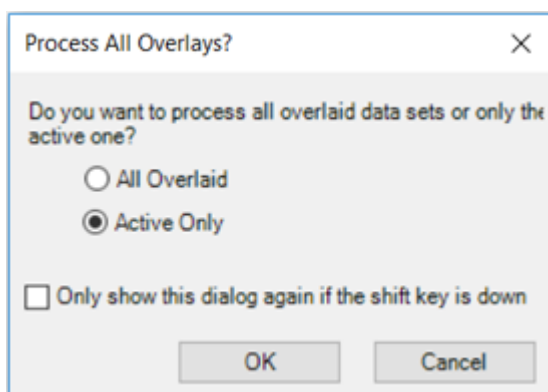 Process All Overlays?
Do you want to process all overlaid data sets or only the
active one?
All Overlaid
Active Only
Only show this dialog again if the shift key is down
OK
Cancel